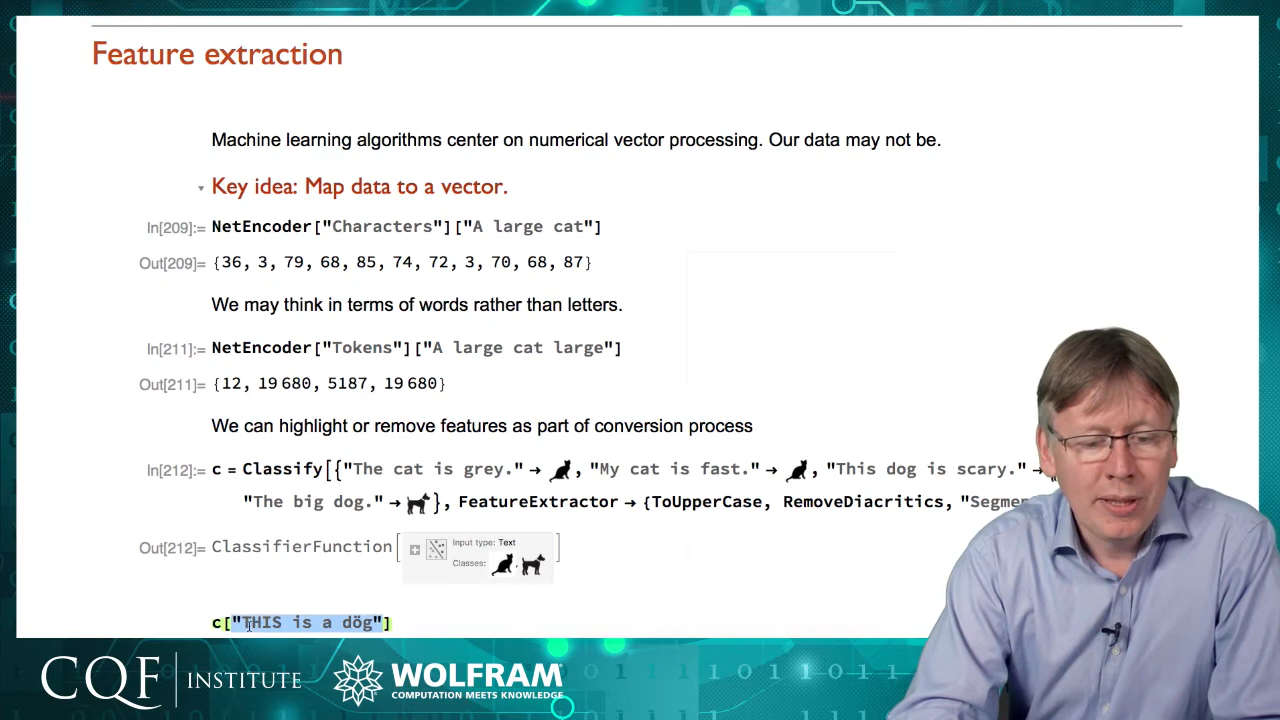 Feature extraction
Machine learning algorithms center on numerical vector processing. Our data may not be.
Key idea: Map data to a vector.
In[209]:= NetEncoder["Characters"]["A large cat"]
Out[209]= {36, 3, 79, 68, 85, 74, 72, 3, 70, 68, 87}
We may think in terms of words rather than letters.
In[211]:= NetEncoder["Tokens"]["A large cat large"]
Out[211]= {12, 19 680, 5187, 19 680}
We can highlight or remove features as part of conversion process
In[212]:= c = Classify[{"The cat is grey." → , "My cat is fast." → , "This dog is scary." →
"The big dog." → }, FeatureExtractor → {ToUpperCase, RemoveDiacritics,
Out[212]= ClassifierFunction[
Input type: Text
Classes: ,
]
c["THIS is a dög"]
CQF INSTITUTE
WOLFRAM
COMPUTATION MEETS KNOWLEDGE